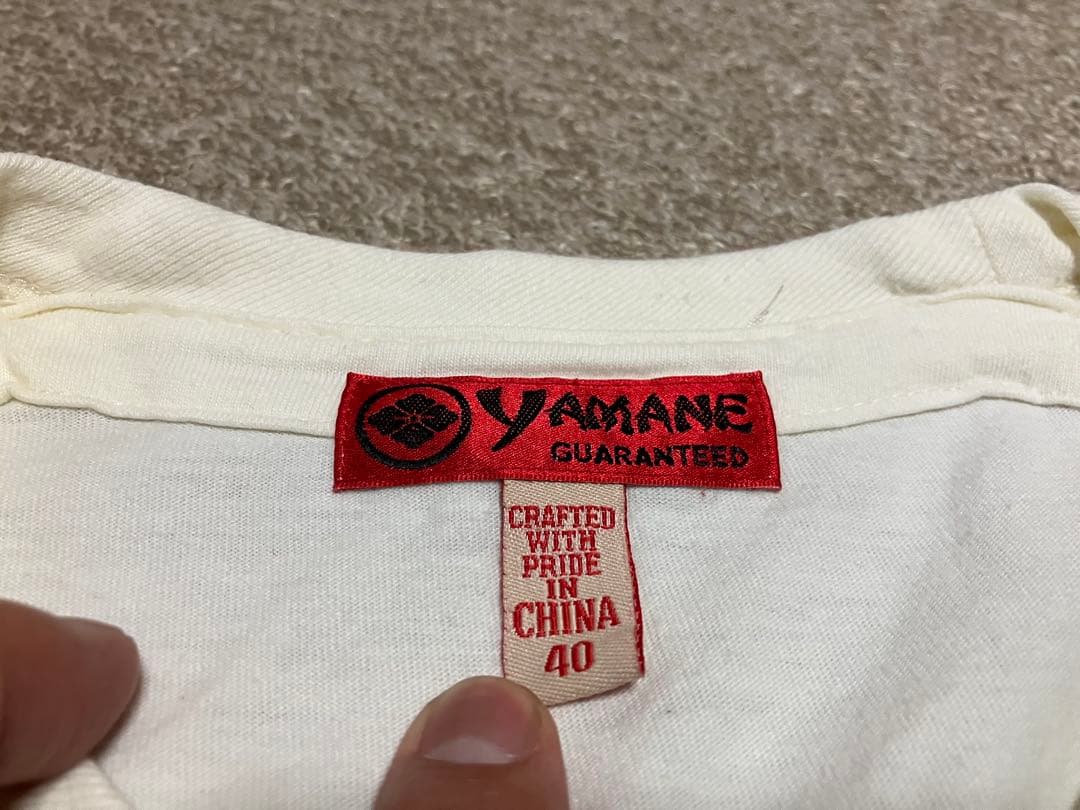 YAMANE
GUARANTEED
CRAFTED
WITH
PRIDE
IN
CHINA
40